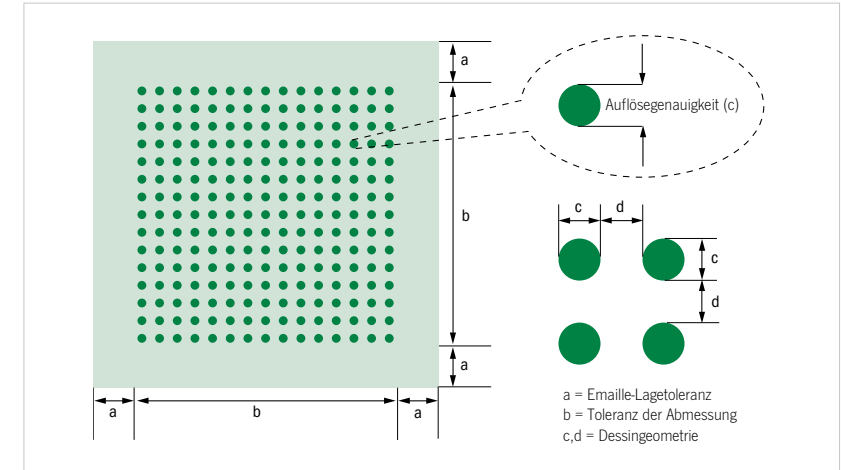 a
Auflösegenauigkeit (c)
b
c
d
c
d
a
a
b
a
a = Emaille-Lagetoleranz
b = Toleranz der Abmessung
c,d = Dessingeometrie